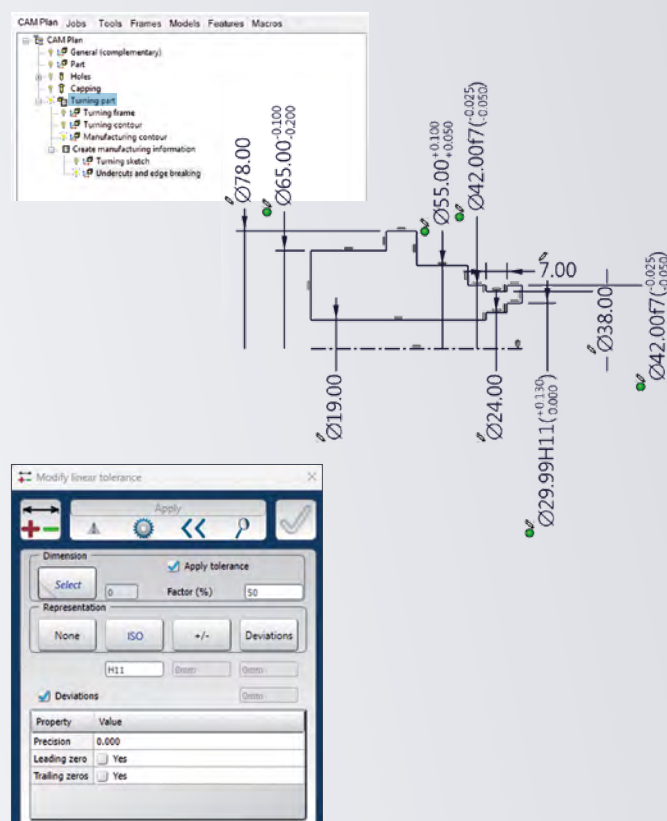 CAM Plan Jobs Tools Frames Models Features Macros
CAM Plan
General (complementary)
Part
Holes
Capping
Turning part
Turning frame
Turning contour
Manufacturing contour
Create manufacturing information
Turning sketch
Undercuts and edge breaking
Ø78.00
Ø65.00 -0.100 -0.200
Ø55.00 +0.100 +0.050
Ø42.00f7(-0.025 -0.050)
7.00
Ø38.00
Ø42.00f7(-0.025 -0.050)
Ø19.00
Ø24.00
Ø29.99H11(+0.130 0.000)
Modify linear tolerance
Apply
Dimension
Apply tolerance
Select 0 Factor (%) 50
Representation
None ISO +/- Deviations
H11 0mm 0mm
Deviations 0mm
Property Value
Precision 0.000
Leading zero Yes
Trailing zeros Yes